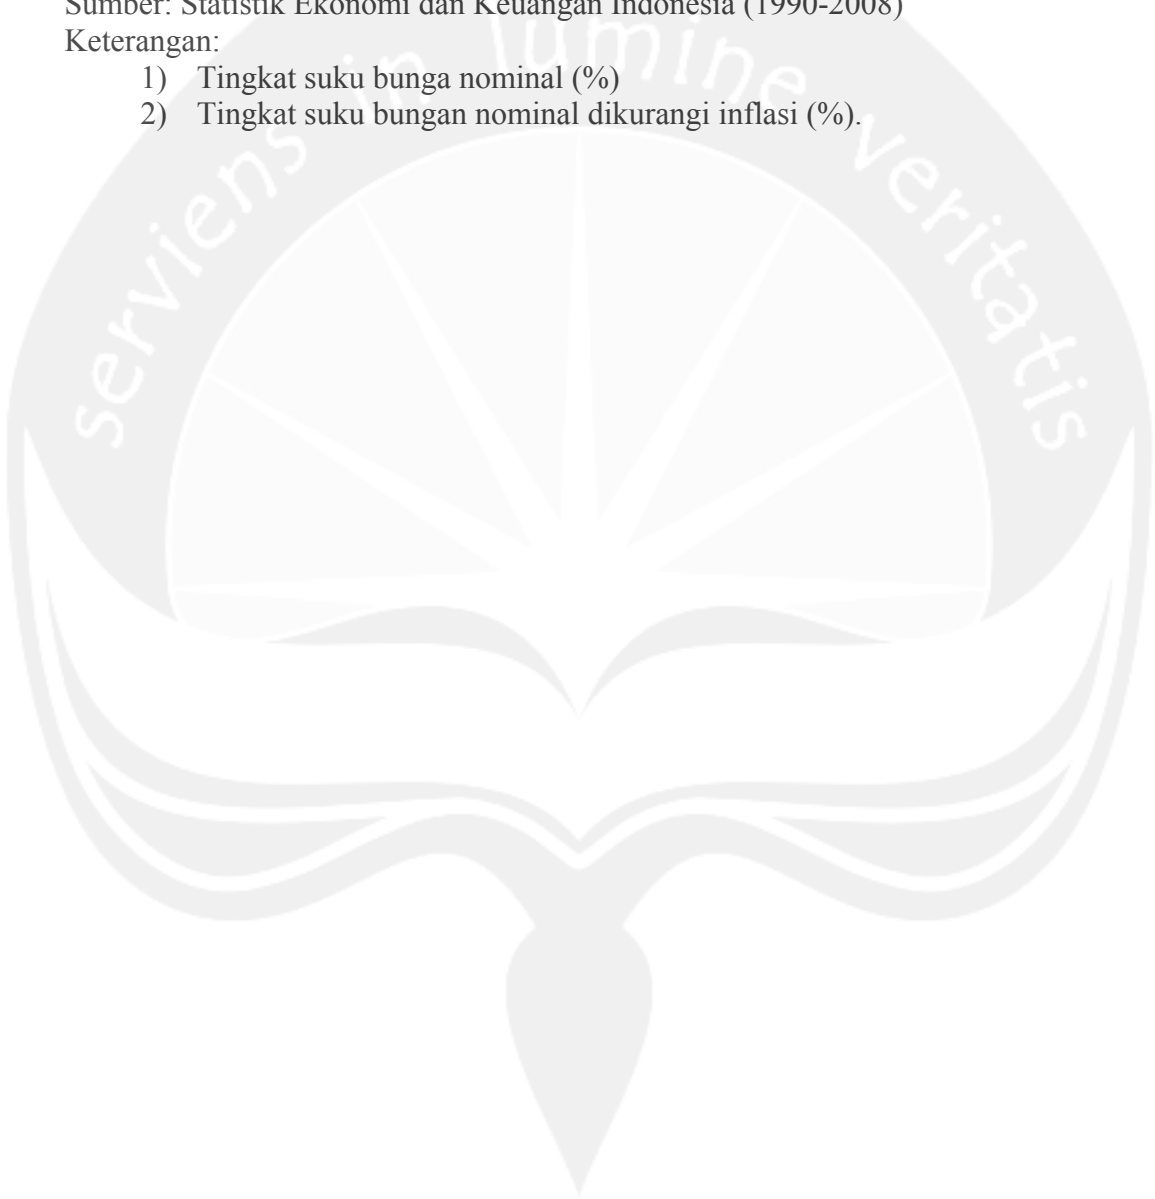 Sumber: Statistik Ekonomi dan Keuangan Indonesia (1990-2008)
Keterangan:
1) Tingkat suku bunga nominal (%)
2) Tingkat suku bungan nominal dikurangi inflasi (%).
serviens in lumine veritatis